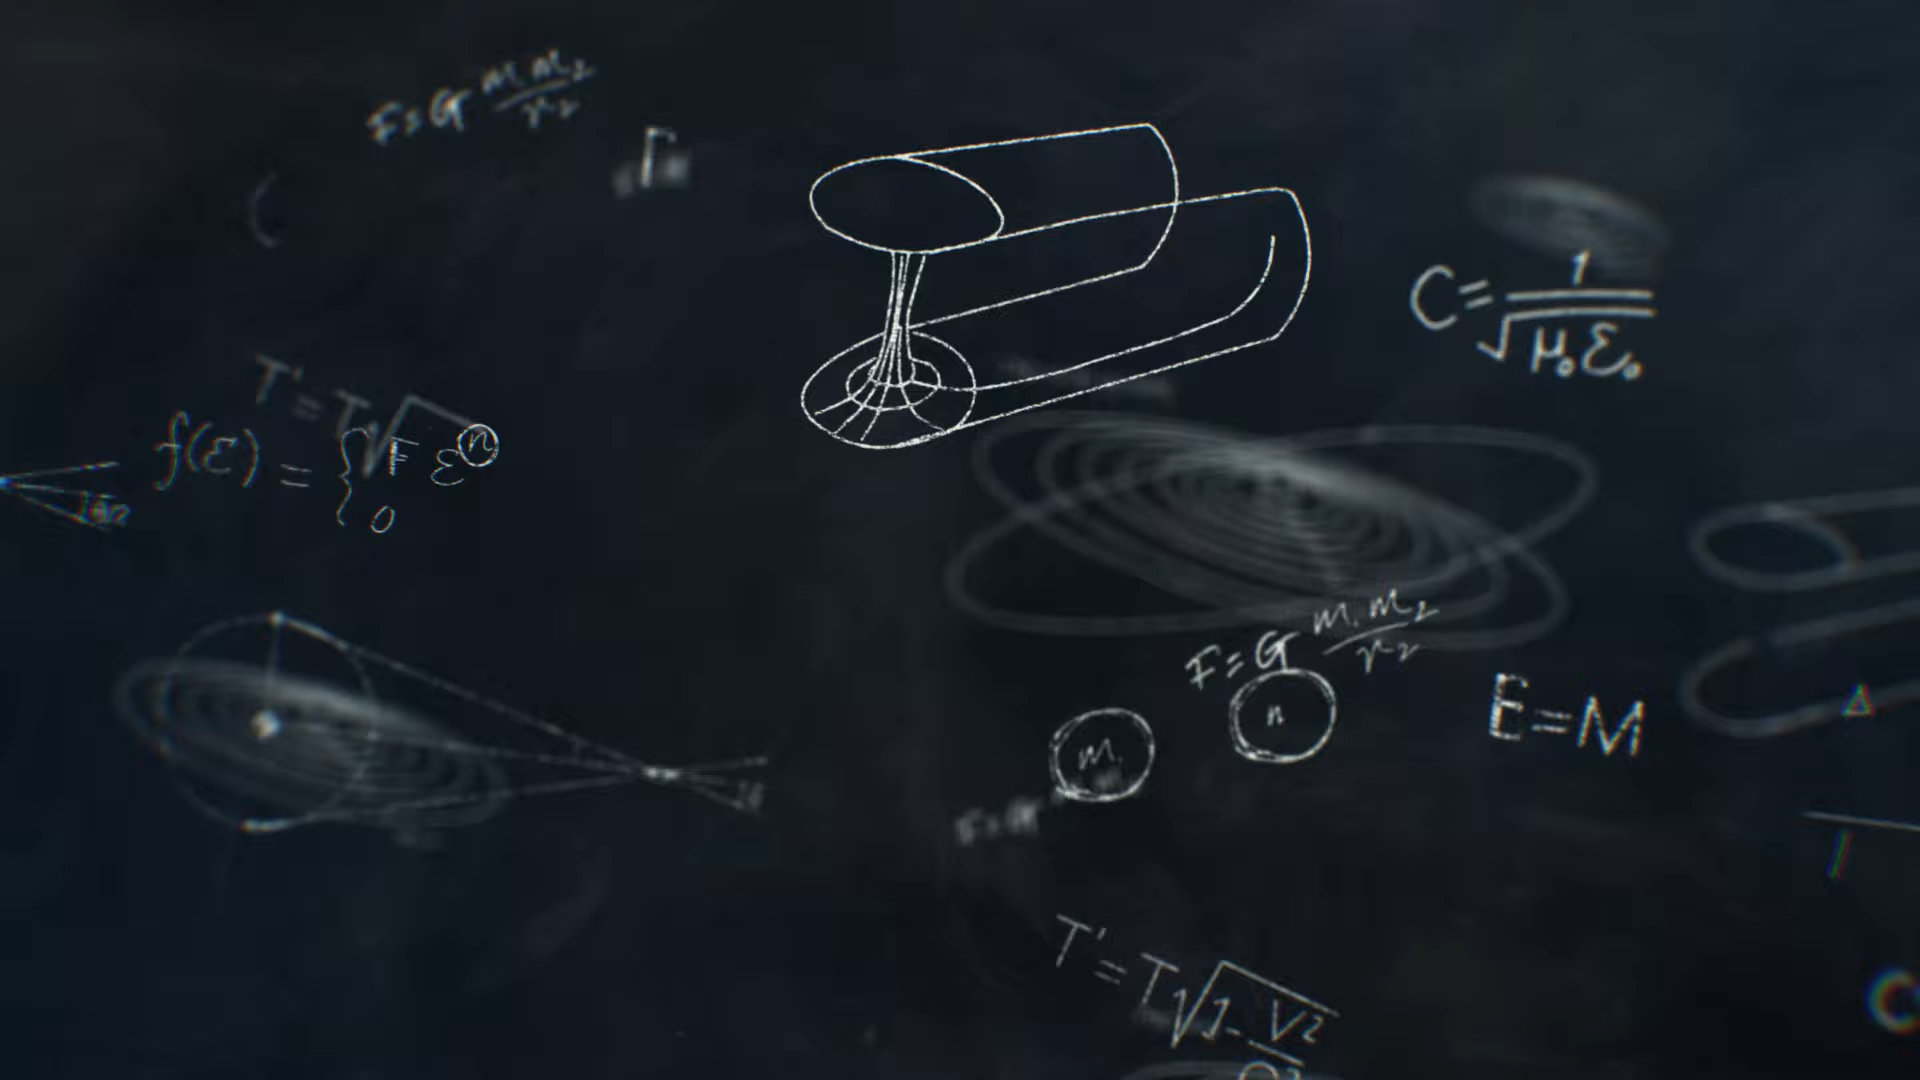 F=G m₁m₂/r₂
C=1/√μ₀ε₀
T'=T√
f(ε) = { F ε^n
0
F=G m₁m₂/r₂
n
E=M
m₁
F=G
T'=T√1-V²
C